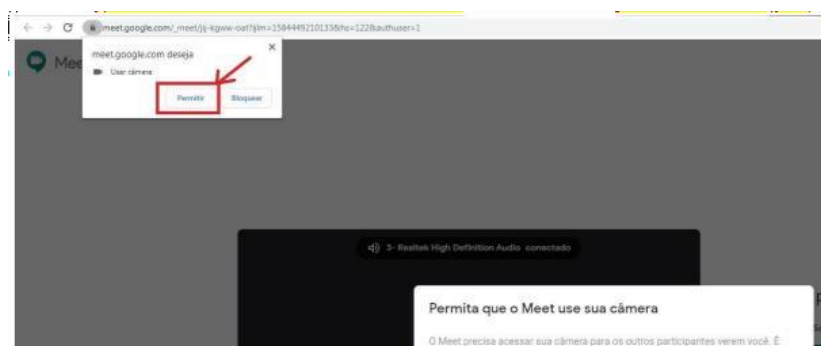 meet.google.com/_meet/jij-kgww-oat?ijlm=1584449210133&hs=122&authuser=1
Mee
meet.google.com deseja
Usar câmera
Permitir Bloquear
3- Realtek High Definition Audio conectado
Permita que o Meet use sua câmera
O Meet precisa acessar sua câmera para os outros participantes verem você. É